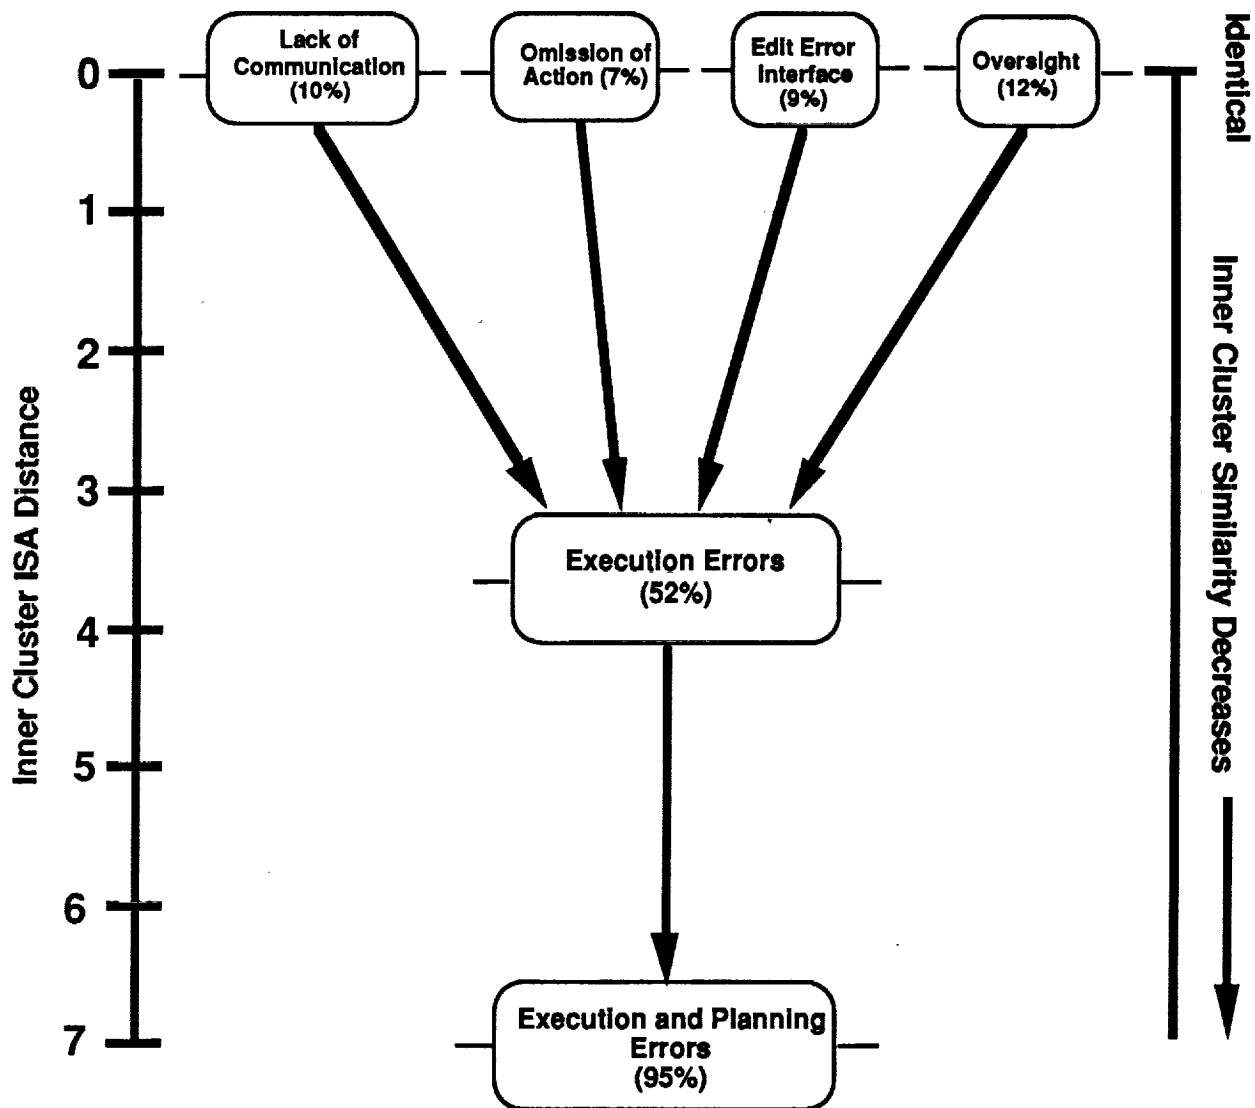 Lack of
Communication
(10%)
Omission of
Action (7%)
Edit Error
Interface
(9%)
Oversight
(12%)
Identical
0
1
2
3
4
5
6
7
Inner Cluster ISA Distance
Inner Cluster Similarity Decreases
Execution Errors
(52%)
Execution and Planning
Errors
(95%)